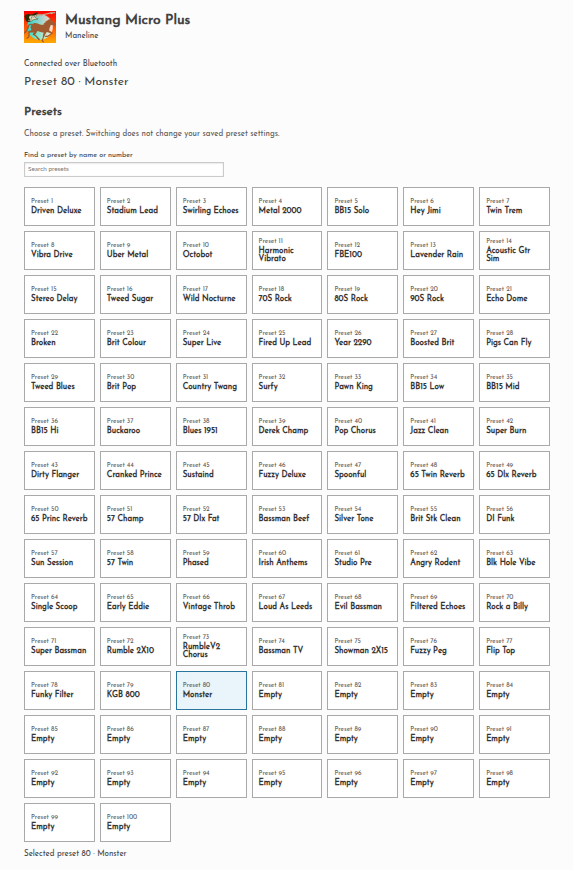 Mustang Micro Plus
Maneline
Connected over Bluetooth
Preset 80 · Monster
Presets
Choose a preset. Switching does not change your saved preset settings.
Find a preset by name or number
Search presets
Preset 1
Driven Deluxe
Preset 2
Stadium Lead
Preset 3
Swirling Echoes
Preset 4
Metal 2000
Preset 5
BB15 Solo
Preset 6
Hey Jimi
Preset 7
Twin Trem
Preset 8
Vibra Drive
Preset 9
Uber Metal
Preset 10
Octobot
Preset 11
Harmonic
Vibrato
Preset 12
FBE100
Preset 13
Lavender Rain
Preset 14
Acoustic Gtr
Sim
Preset 15
Stereo Delay
Preset 16
Tweed Sugar
Preset 17
Wild Nocturne
Preset 18
70S Rock
Preset 19
80S Rock
Preset 20
90S Rock
Preset 21
Echo Dome
Preset 22
Broken
Preset 23
Brit Colour
Preset 24
Super Live
Preset 25
Fired Up Lead
Preset 26
Year 2290
Preset 27
Boosted Brit
Preset 28
Pigs Can Fly
Preset 29
Tweed Blues
Preset 30
Brit Pop
Preset 31
Country Twang
Preset 32
Surfy
Preset 33
Pawn King
Preset 34
BB15 Low
Preset 35
BB15 Mid
Preset 36
BB15 Hi
Preset 37
Buckaroo
Preset 38
Blues 1951
Preset 39
Derek Champ
Preset 40
Pop Chorus
Preset 41
Jazz Clean
Preset 42
Super Burn
Preset 43
Dirty Flanger
Preset 44
Cranked Prince
Preset 45
Sustaind
Preset 46
Fuzzy Deluxe
Preset 47
Spoonful
Preset 48
65 Twin Reverb
Preset 49
65 Dlx Reverb
Preset 50
65 Princ Reverb
Preset 51
57 Champ
Preset 52
57 Dlx Fat
Preset 53
Bassman Beef
Preset 54
Silver Tone
Preset 55
Brit Stk Clean
Preset 56
DI Funk
Preset 57
Sun Session
Preset 58
57 Twin
Preset 59
Phased
Preset 60
Irish Anthems
Preset 61
Studio Pre
Preset 62
Angry Rodent
Preset 63
Blk Hole Vibe
Preset 64
Single Scoop
Preset 65
Early Eddie
Preset 66
Vintage Throb
Preset 67
Loud As Leeds
Preset 68
Evil Bassman
Preset 69
Filtered Echoes
Preset 70
Rock a Billy
Preset 71
Super Bassman
Preset 72
Rumble 2X10
Preset 73
RumbleV2
Chorus
Preset 74
Bassman TV
Preset 75
Showman 2X15
Preset 76
Fuzzy Peg
Preset 77
Flip Top
Preset 78
Funky Filter
Preset 79
KGB 800
Preset 80
Monster
Preset 81
Empty
Preset 82
Empty
Preset 83
Empty
Preset 84
Empty
Preset 85
Empty
Preset 86
Empty
Preset 87
Empty
Preset 88
Empty
Preset 89
Empty
Preset 90
Empty
Preset 91
Empty
Preset 92
Empty
Preset 93
Empty
Preset 94
Empty
Preset 95
Empty
Preset 96
Empty
Preset 97
Empty
Preset 98
Empty
Preset 99
Empty
Preset 100
Empty
Selected preset 80 · Monster